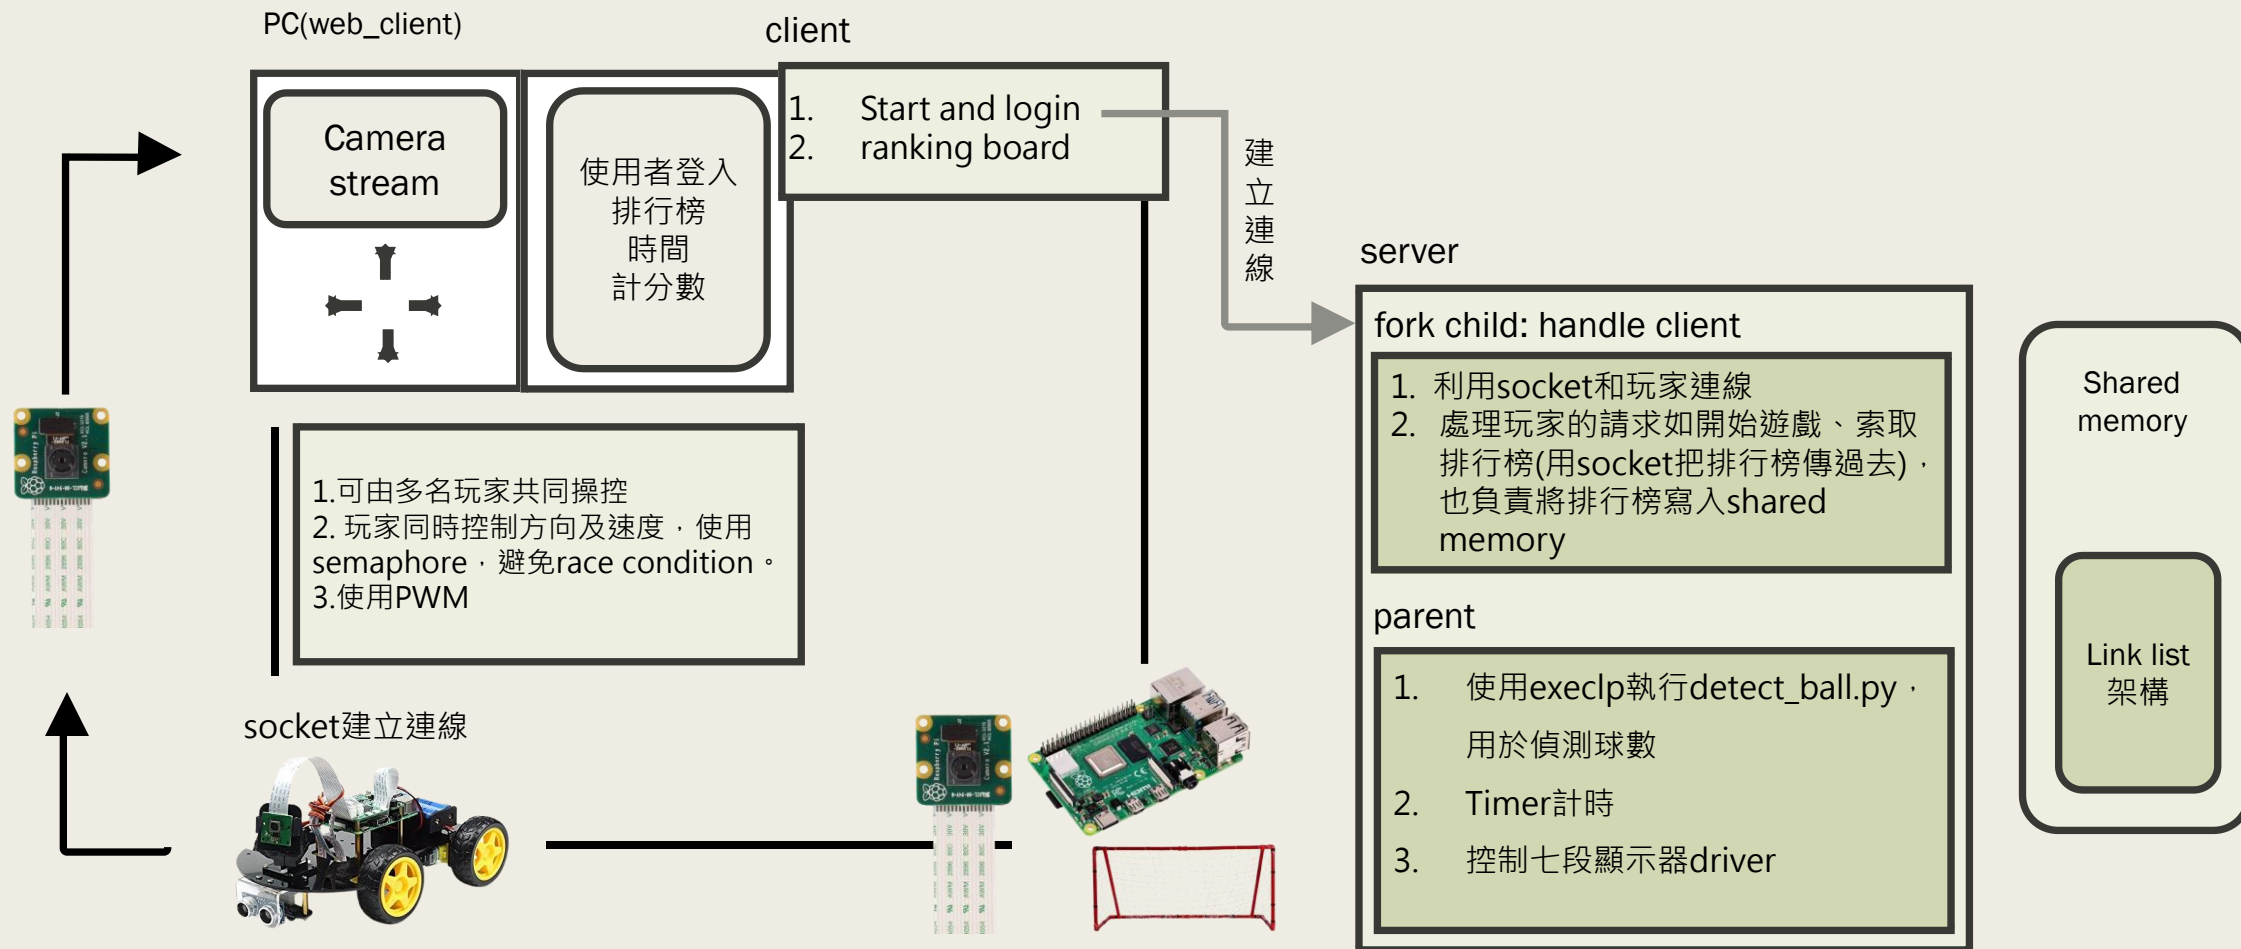 PC(web_client)
client
Camera
stream
使用者登入
排行榜
時間
計分數
1. Start and login
2. ranking board
建
立
連
線
server
fork child: handle client
1. 利用socket和玩家連線
2. 處理玩家的請求如開始遊戲、索取
排行榜(用socket把排行榜傳過去)，
也負責將排行榜寫入shared
memory
parent
1. 使用execlp執行detect_ball.py，
用於偵測球數
2. Timer計時
3. 控制七段顯示器driver
Shared
memory
Link list
架構
1.可由多名玩家共同操控
2. 玩家同時控制方向及速度，使用
semaphore，避免race condition。
3.使用PWM
socket建立連線